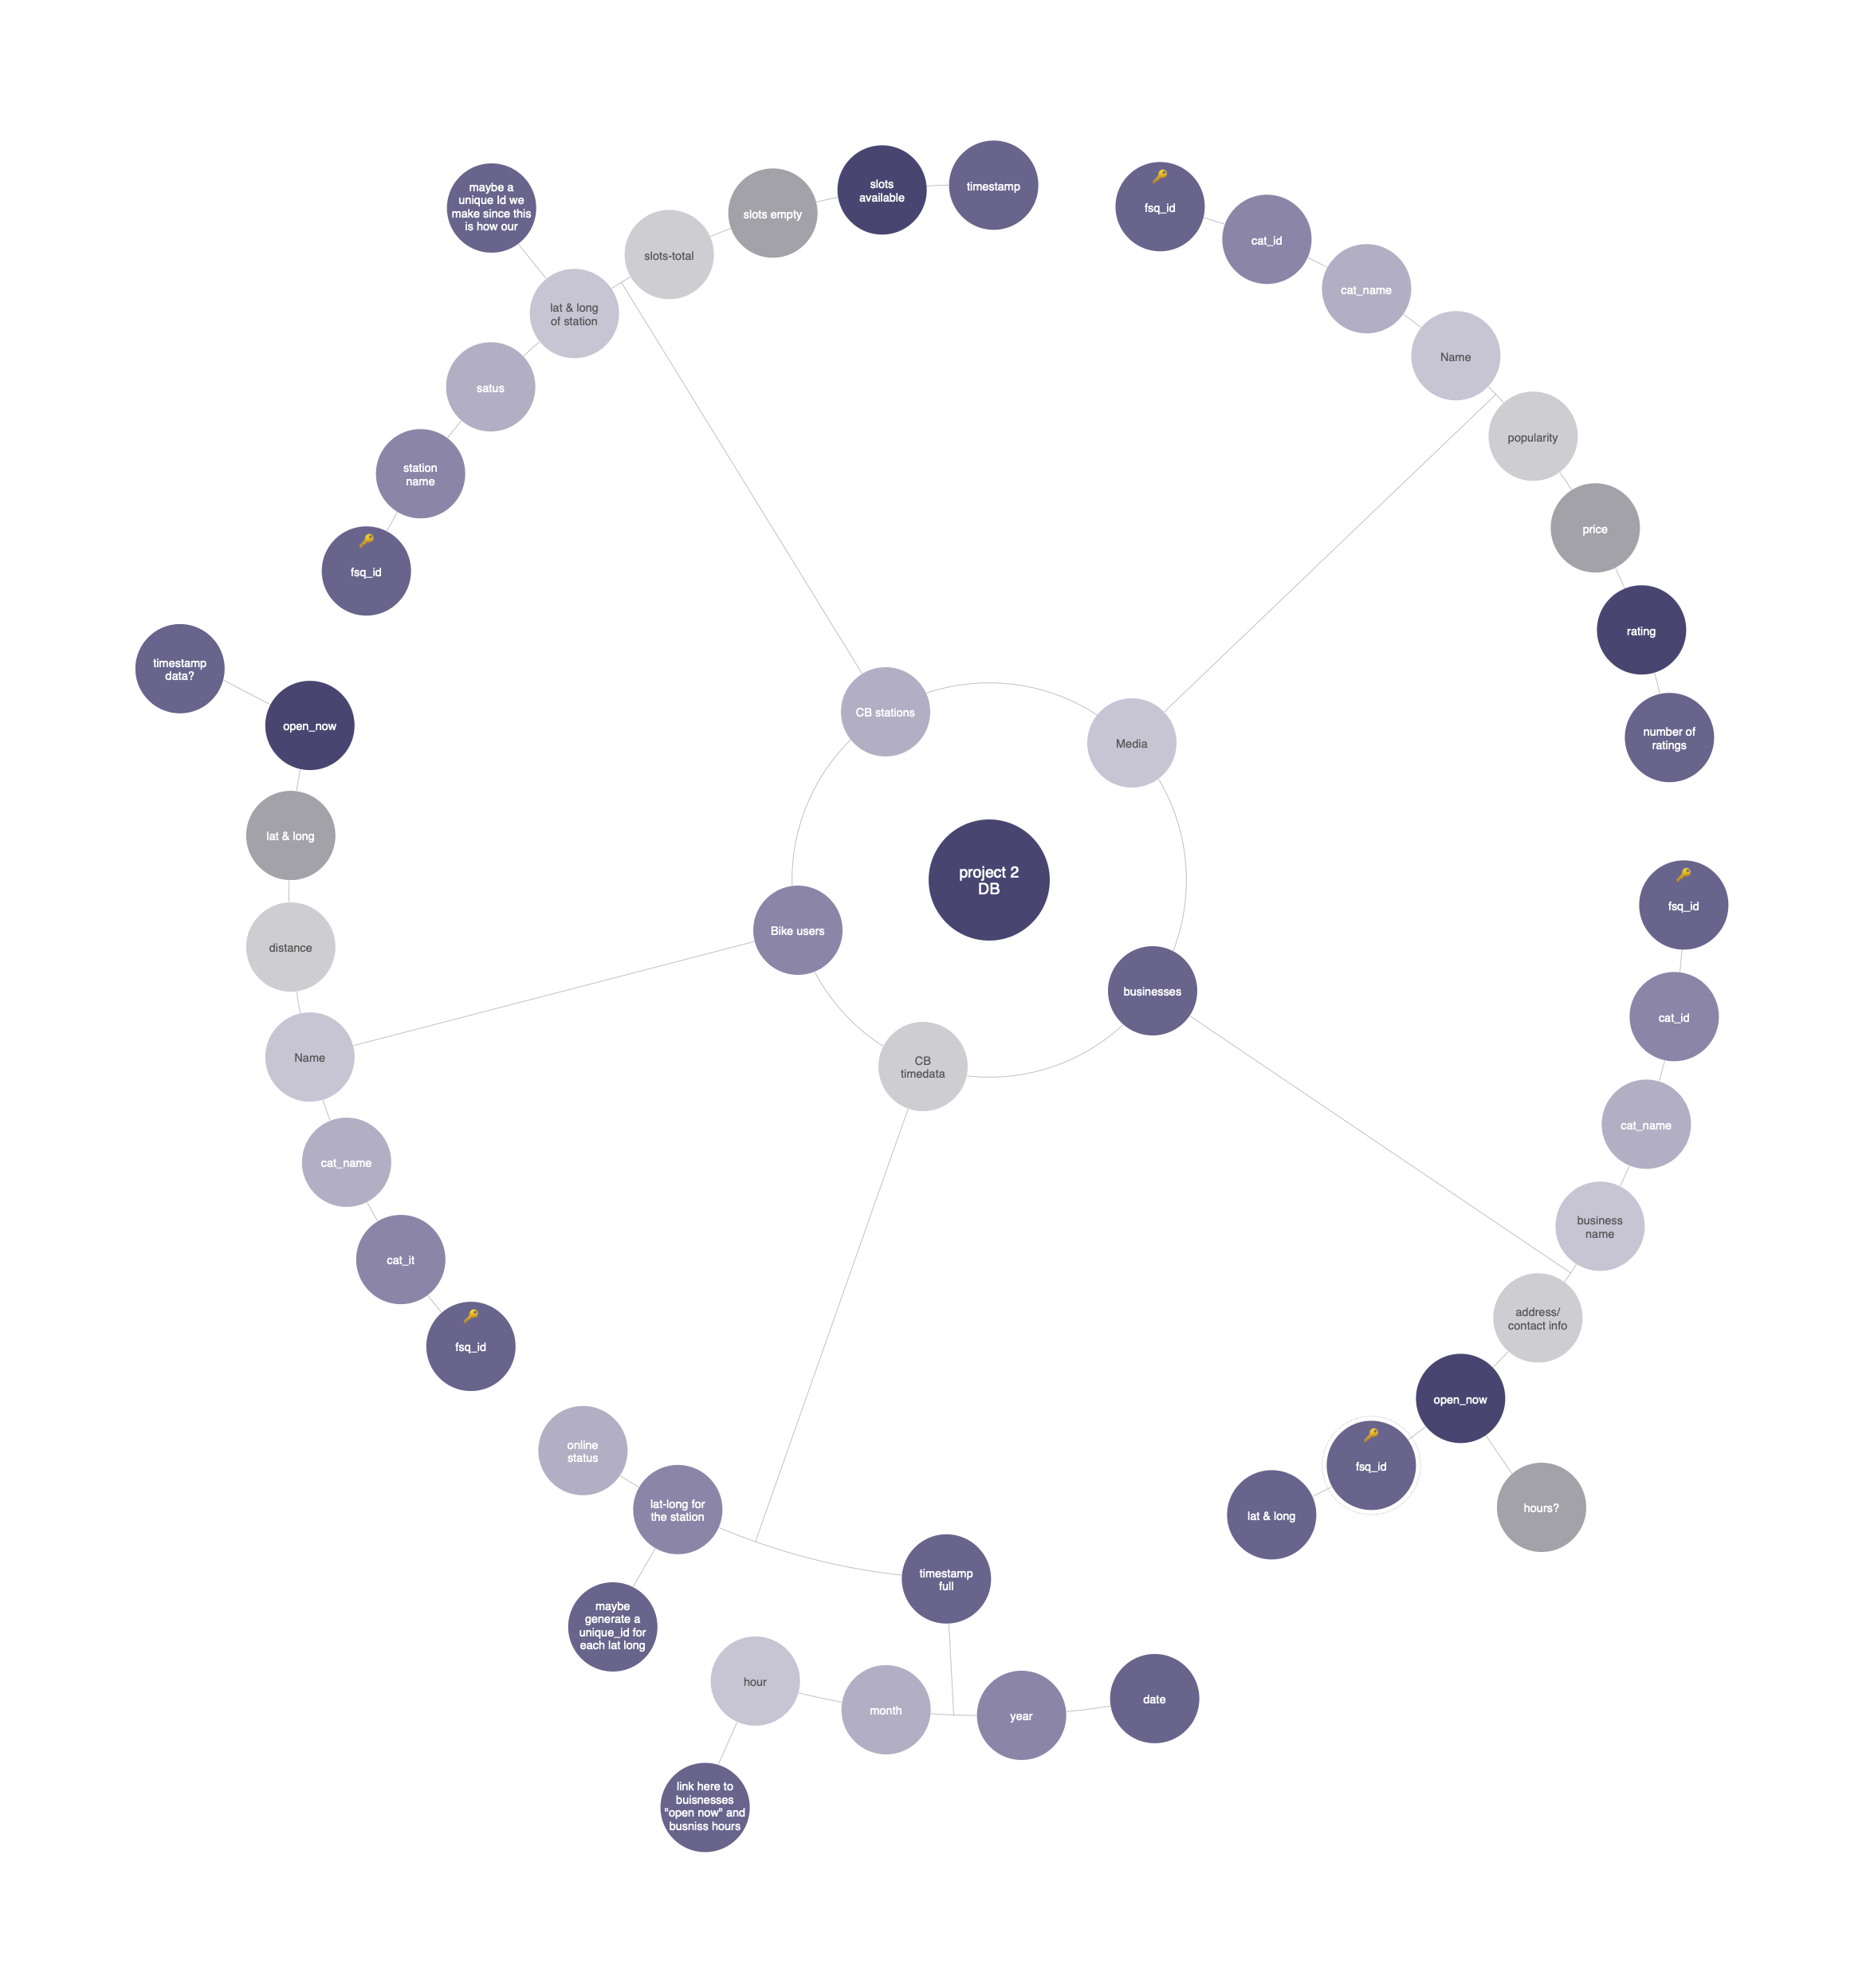 project 2
DB
CB stations
Media
businesses
CB
timedata
Bike users
maybe a
unique Id we
make since this
is how our
lat & long
of station
slots-total
slots empty
slots
available
timestamp
satus
station
name
🔑
fsq_id
🔑
fsq_id
cat_id
cat_name
Name
popularity
price
rating
number of
ratings
🔑
fsq_id
cat_id
cat_name
business
name
address/
contact info
open_now
hours?
🔑
fsq_id
lat & long
timestamp
data?
open_now
lat & long
distance
Name
cat_name
cat_it
🔑
fsq_id
online
status
lat-long for
the station
maybe
generate a
unique_id for
each lat long
timestamp
full
hour
month
year
date
link here to
buisnesses
"open now" and
busniss hours